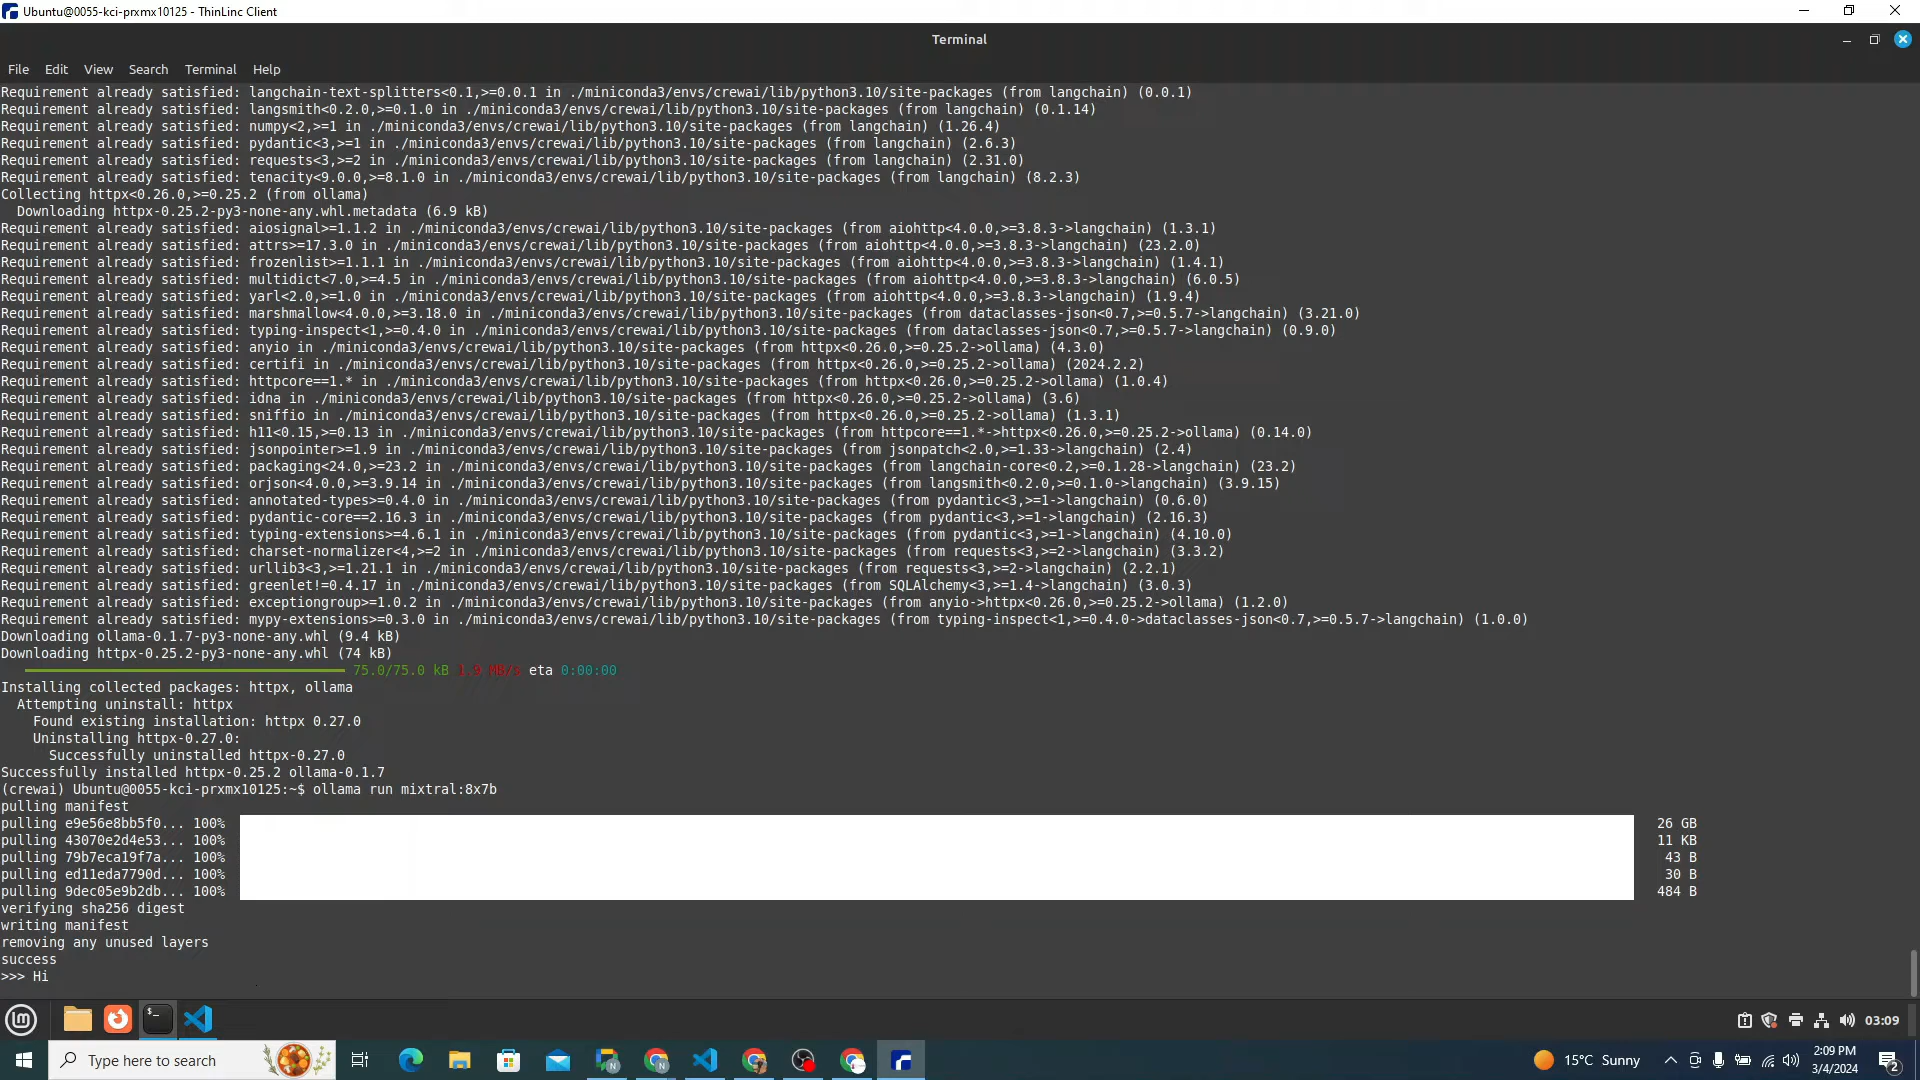 Ubuntu@0055-kci-prxmx10125 - ThinLinc Client
Terminal
File Edit View Search Terminal Help
Requirement already satisfied: langchain-text-splitters<0.1,>=0.0.1 in ./miniconda3/envs/crewai/lib/python3.10/site-packages (from langchain) (0.0.1)
Requirement already satisfied: langsmith<0.2.0,>=0.1.0 in ./miniconda3/envs/crewai/lib/python3.10/site-packages (from langchain) (0.1.14)
Requirement already satisfied: numpy<2,>=1 in ./miniconda3/envs/crewai/lib/python3.10/site-packages (from langchain) (1.26.4)
Requirement already satisfied: pydantic<3,>=1 in ./miniconda3/envs/crewai/lib/python3.10/site-packages (from langchain) (2.6.3)
Requirement already satisfied: requests<3,>=2 in ./miniconda3/envs/crewai/lib/python3.10/site-packages (from langchain) (2.31.0)
Requirement already satisfied: tenacity<9.0.0,>=8.1.0 in ./miniconda3/envs/crewai/lib/python3.10/site-packages (from langchain) (8.2.3)
Collecting httpx<0.26.0,>=0.25.2 (from ollama)
  Downloading httpx-0.25.2-py3-none-any.whl.metadata (6.9 kB)
Requirement already satisfied: aiosignal>=1.1.2 in ./miniconda3/envs/crewai/lib/python3.10/site-packages (from aiohttp<4.0.0,>=3.8.3->langchain) (1.3.1)
Requirement already satisfied: attrs>=17.3.0 in ./miniconda3/envs/crewai/lib/python3.10/site-packages (from aiohttp<4.0.0,>=3.8.3->langchain) (23.2.0)
Requirement already satisfied: frozenlist>=1.1.1 in ./miniconda3/envs/crewai/lib/python3.10/site-packages (from aiohttp<4.0.0,>=3.8.3->langchain) (1.4.1)
Requirement already satisfied: multidict<7.0,>=4.5 in ./miniconda3/envs/crewai/lib/python3.10/site-packages (from aiohttp<4.0.0,>=3.8.3->langchain) (6.0.5)
Requirement already satisfied: yarl<2.0,>=1.0 in ./miniconda3/envs/crewai/lib/python3.10/site-packages (from aiohttp<4.0.0,>=3.8.3->langchain) (1.9.4)
Requirement already satisfied: marshmallow<4.0.0,>=3.18.0 in ./miniconda3/envs/crewai/lib/python3.10/site-packages (from dataclasses-json<0.7,>=0.5.7->langchain) (3.21.0)
Requirement already satisfied: typing-inspect<1,>=0.4.0 in ./miniconda3/envs/crewai/lib/python3.10/site-packages (from dataclasses-json<0.7,>=0.5.7->langchain) (0.9.0)
Requirement already satisfied: anyio in ./miniconda3/envs/crewai/lib/python3.10/site-packages (from httpx<0.26.0,>=0.25.2->ollama) (4.3.0)
Requirement already satisfied: certifi in ./miniconda3/envs/crewai/lib/python3.10/site-packages (from httpx<0.26.0,>=0.25.2->ollama) (2024.2.2)
Requirement already satisfied: httpcore==1.* in ./miniconda3/envs/crewai/lib/python3.10/site-packages (from httpx<0.26.0,>=0.25.2->ollama) (1.0.4)
Requirement already satisfied: idna in ./miniconda3/envs/crewai/lib/python3.10/site-packages (from httpx<0.26.0,>=0.25.2->ollama) (3.6)
Requirement already satisfied: sniffio in ./miniconda3/envs/crewai/lib/python3.10/site-packages (from httpx<0.26.0,>=0.25.2->ollama) (1.3.1)
Requirement already satisfied: h11<0.15,>=0.13 in ./miniconda3/envs/crewai/lib/python3.10/site-packages (from httpcore==1.*->httpx<0.26.0,>=0.25.2->ollama) (0.14.0)
Requirement already satisfied: jsonpointer>=1.9 in ./miniconda3/envs/crewai/lib/python3.10/site-packages (from jsonpatch<2.0,>=1.33->langchain) (2.4)
Requirement already satisfied: packaging<24.0,>=23.2 in ./miniconda3/envs/crewai/lib/python3.10/site-packages (from langchain-core<0.2,>=0.1.28->langchain) (23.2)
Requirement already satisfied: orjson<4.0.0,>=3.9.14 in ./miniconda3/envs/crewai/lib/python3.10/site-packages (from langsmith<0.2.0,>=0.1.0->langchain) (3.9.15)
Requirement already satisfied: annotated-types>=0.4.0 in ./miniconda3/envs/crewai/lib/python3.10/site-packages (from pydantic<3,>=1->langchain) (0.6.0)
Requirement already satisfied: pydantic-core==2.16.3 in ./miniconda3/envs/crewai/lib/python3.10/site-packages (from pydantic<3,>=1->langchain) (2.16.3)
Requirement already satisfied: typing-extensions>=4.6.1 in ./miniconda3/envs/crewai/lib/python3.10/site-packages (from pydantic<3,>=1->langchain) (4.10.0)
Requirement already satisfied: charset-normalizer<4,>=2 in ./miniconda3/envs/crewai/lib/python3.10/site-packages (from requests<3,>=2->langchain) (3.3.2)
Requirement already satisfied: urllib3<3,>=1.21.1 in ./miniconda3/envs/crewai/lib/python3.10/site-packages (from requests<3,>=2->langchain) (2.2.1)
Requirement already satisfied: greenlet!=0.4.17 in ./miniconda3/envs/crewai/lib/python3.10/site-packages (from SQLAlchemy<3,>=1.4->langchain) (3.0.3)
Requirement already satisfied: exceptiongroup>=1.0.2 in ./miniconda3/envs/crewai/lib/python3.10/site-packages (from anyio->httpx<0.26.0,>=0.25.2->ollama) (1.2.0)
Requirement already satisfied: mypy-extensions>=0.3.0 in ./miniconda3/envs/crewai/lib/python3.10/site-packages (from typing-inspect<1,>=0.4.0->dataclasses-json<0.7,>=0.5.7->langchain) (1.0.0)
Downloading ollama-0.1.7-py3-none-any.whl (9.4 kB)
Downloading httpx-0.25.2-py3-none-any.whl (74 kB)
75.0/75.0 kB 1.9 MB/s eta 0:00:00
Installing collected packages: httpx, ollama
  Attempting uninstall: httpx
    Found existing installation: httpx 0.27.0
    Uninstalling httpx-0.27.0:
      Successfully uninstalled httpx-0.27.0
Successfully installed httpx-0.25.2 ollama-0.1.7
(crewai) Ubuntu@0055-kci-prxmx10125:~$ ollama run mixtral:8x7b
pulling manifest
pulling e9e56e8bb5f0... 100% 26 GB
pulling 43070e2d4e53... 100% 11 KB
pulling 79b7eca19f7a... 100% 43 B
pulling ed11eda7790d... 100% 30 B
pulling 9dec05e9b2db... 100% 484 B
verifying sha256 digest
writing manifest
removing any unused layers
success
>>> Hi
03:09
Type here to search
15°C Sunny
2:09 PM
3/4/2024
2